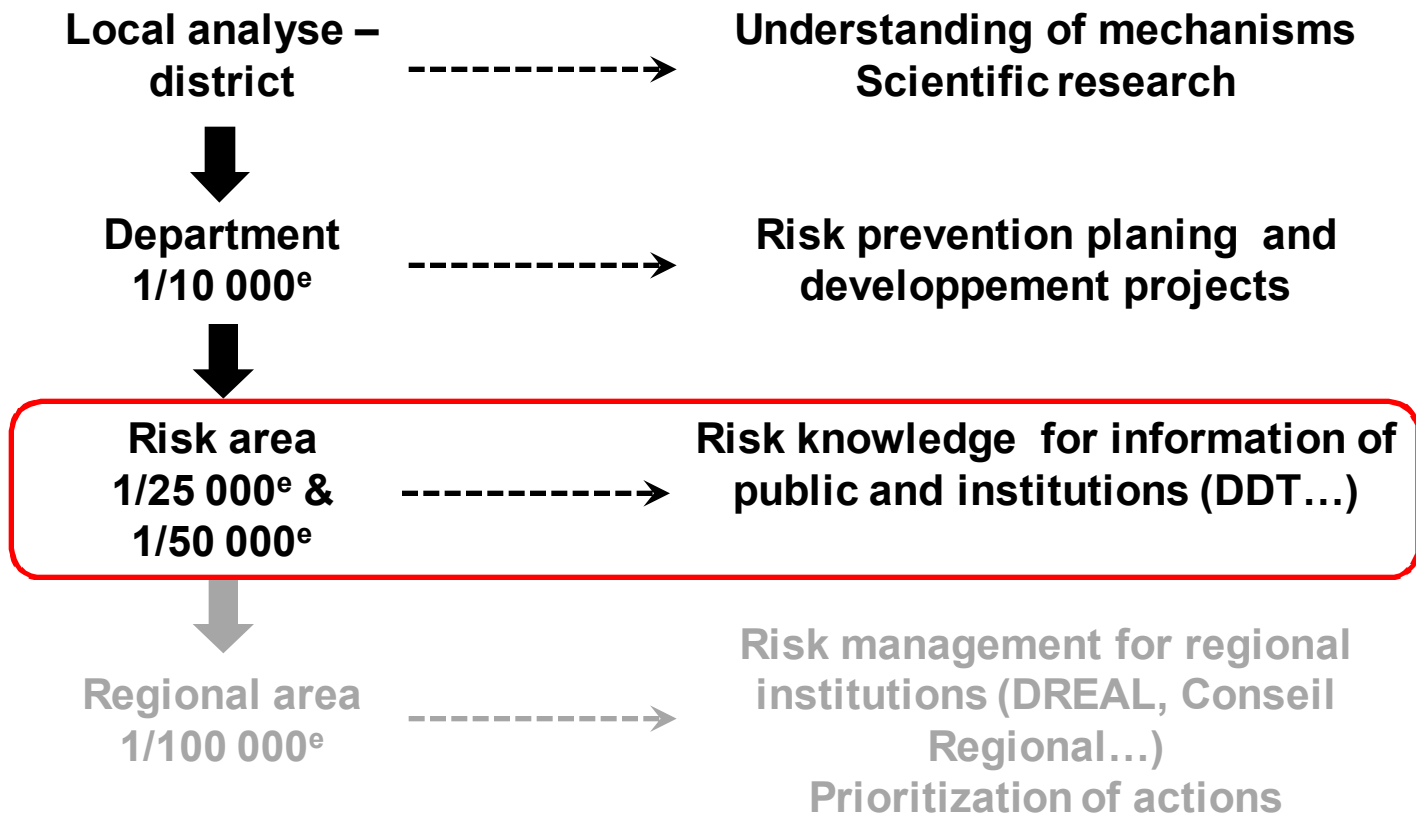 Local analyse –
district
Understanding of mechanisms
Scientific research
Department
1/10 000ᵉ
Risk prevention planing and
developpement projects
Risk area
1/25 000ᵉ &
1/50 000ᵉ
Risk knowledge for information of
public and institutions (DDT…)
Regional area
1/100 000ᵉ
Risk management for regional
institutions (DREAL, Conseil
Regional…)
Prioritization of actions